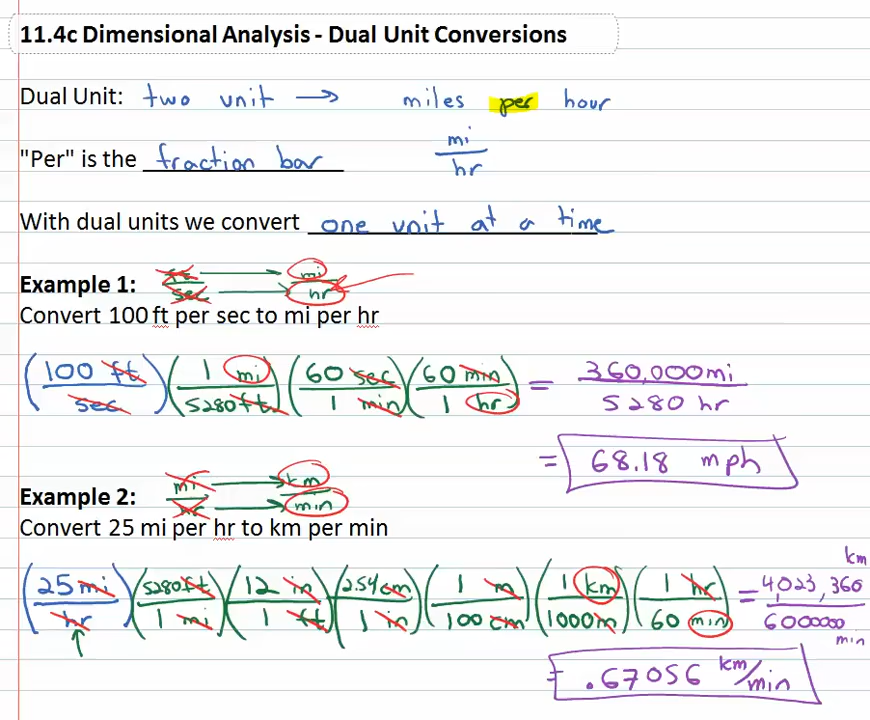 11.4c Dimensional Analysis - Dual Unit Conversions
Dual Unit: two unit → miles per hour
"Per" is the fraction bar mi/hr
With dual units we convert one unit at a time
Example 1: ft/sec → mi/hr
Convert 100 ft per sec to mi per hr
(100 ft/sec)(1 mi/5280 ft)(60 sec/1 min)(60 min/1 hr) = 360,000 mi/5280 hr
= 68.18 mph
Example 2: mi/hr → km/min
Convert 25 mi per hr to km per min
(25 mi/hr)(5280 ft/1 mi)(12 in/1 ft)(2.54 cm/1 in)(1 m/100 cm)(1 km/1000 m)(1 hr/60 min) = 4,023,360 km/6000000 min
= .67056 km/min